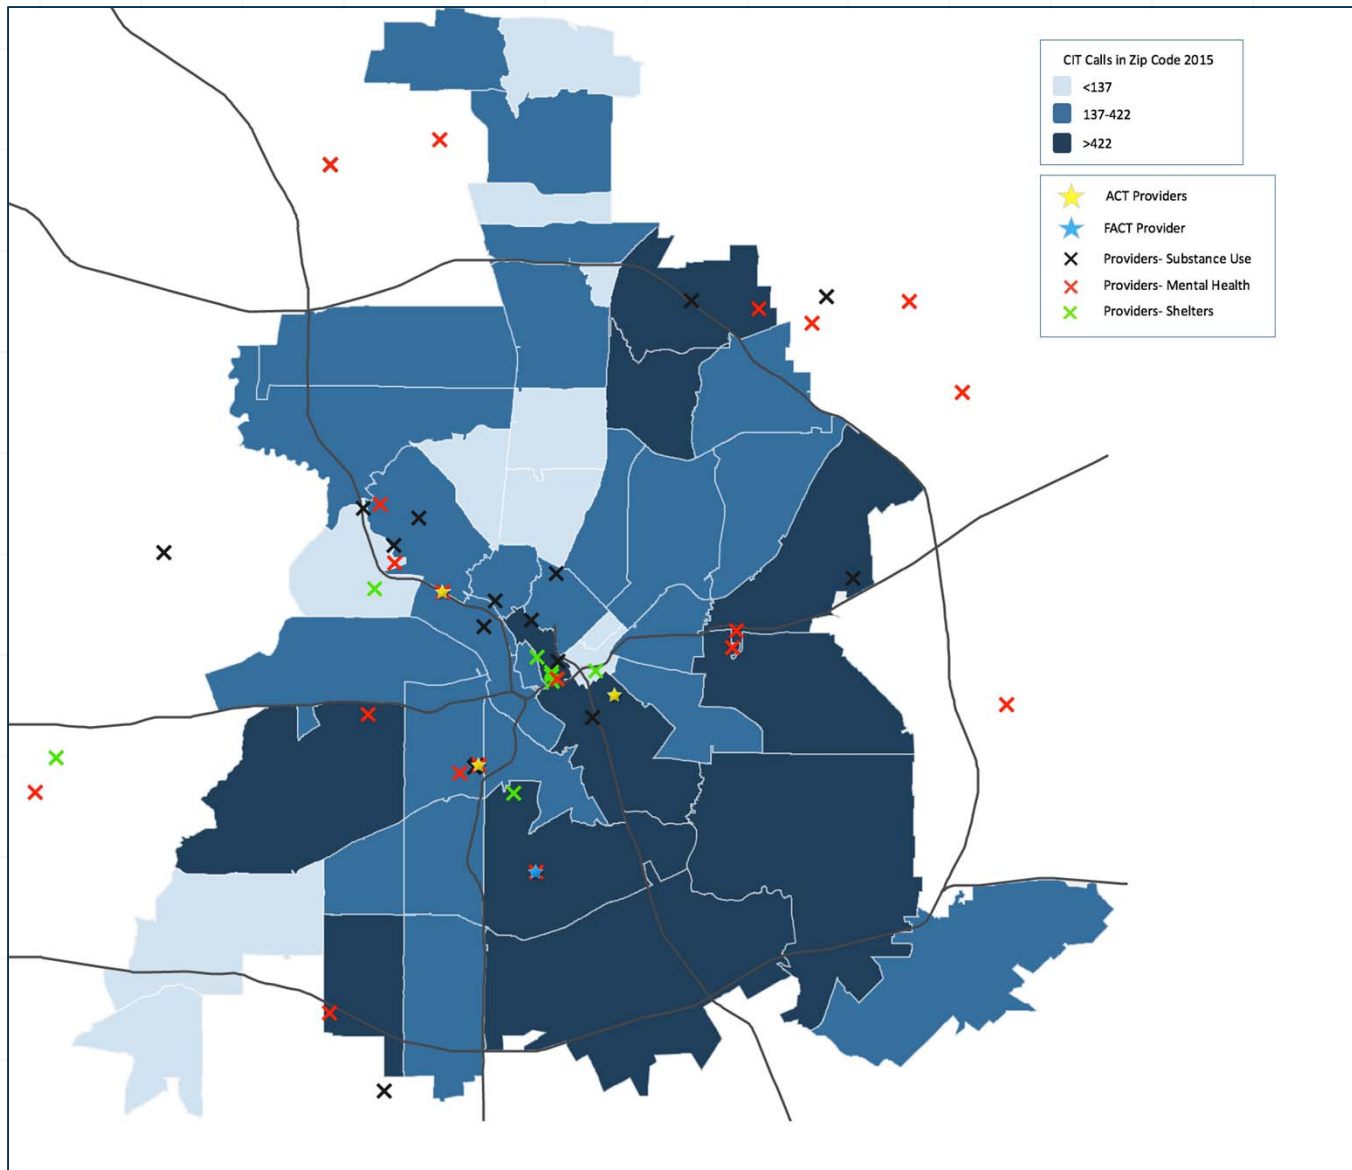 CIT Calls in Zip Code 2015
<137
137-422
>422
ACT Providers
FACT Provider
Providers- Substance Use
Providers- Mental Health
Providers- Shelters